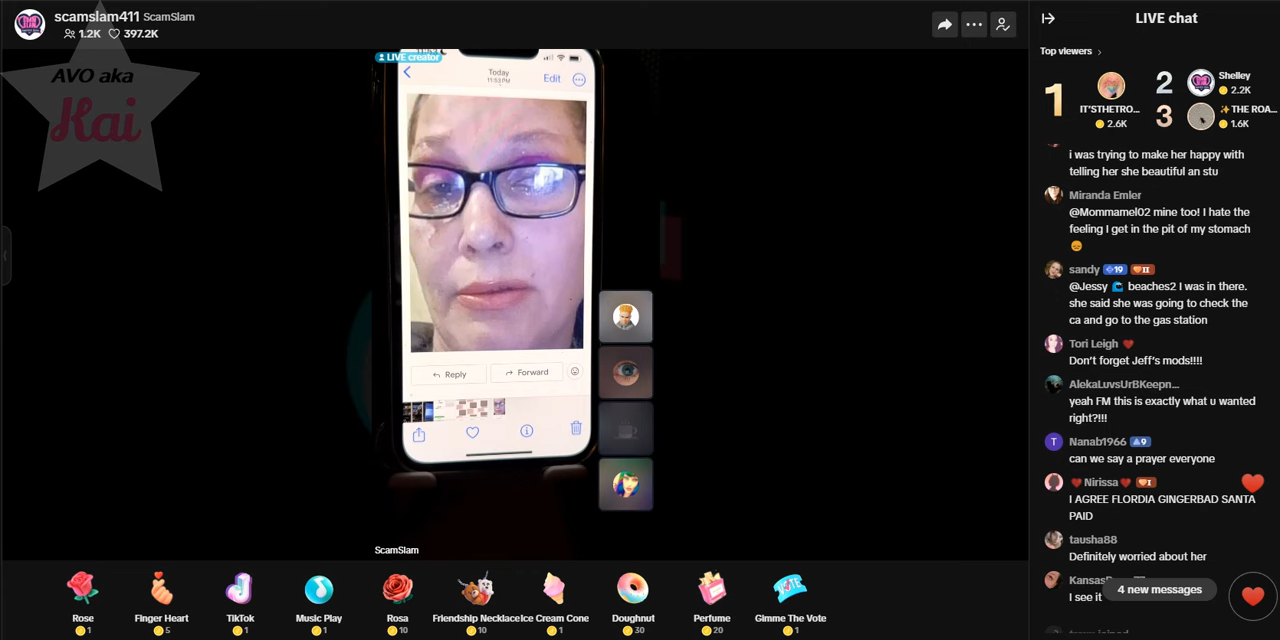 scamslam411 ScamSlam
1.2K 397.2K
AVO aka
Kai
LIVE creator
Today
11:53 PM
Edit
Reply
Forward
ScamSlam
Rose
1
Finger Heart
5
TikTok
1
Music Play
1
Rosa
10
Friendship Necklace
10
Ice Cream Cone
1
Doughnut
30
Perfume
20
Gimme The Vote
1
LIVE chat
Top viewers
1
IT'STHETRO...
2.6K
2
Shelley
2.2K
3
THE ROA...
1.6K
i was trying to make her happy with
telling her she beautiful an stu
Miranda Emler
@Mommamel02 mine too! I hate the
feeling I get in the pit of my stomach
sandy 19 II
@Jessy beaches2 I was in there.
she said she was going to check the
ca and go to the gas station
Tori Leigh
Don't forget Jeff's mods!!!!
AlekaLuvsUrBKeepn...
yeah FM this is exactly what u wanted
right?!!!
T
Nanab1966 9
can we say a prayer everyone
Nirissa I
I AGREE FLORDIA GINGERBAD SANTA
PAID
tausha88
Definitely worried about her
I see it
4 new messages